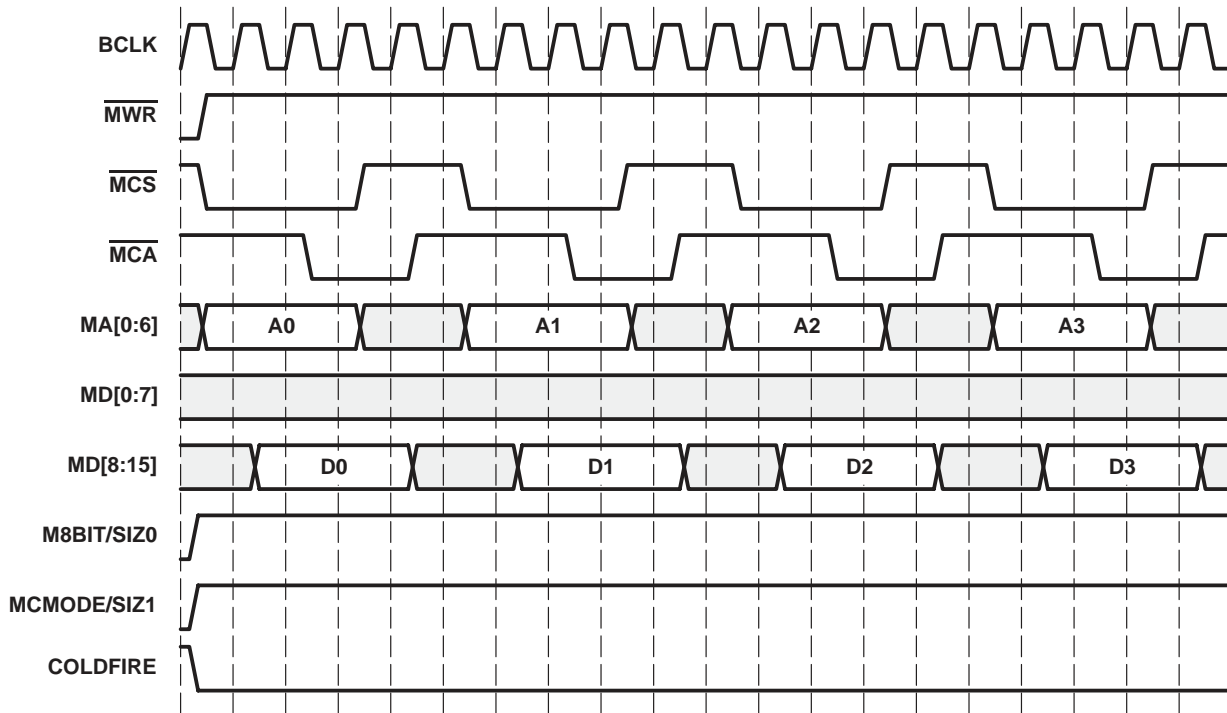 BCLK
MWR
MCS
MCA
MA[0:6] A0 A1 A2 A3
MD[0:7]
MD[8:15] D0 D1 D2 D3
M8BIT/SIZ0
MCMODE/SIZ1
COLDFIRE